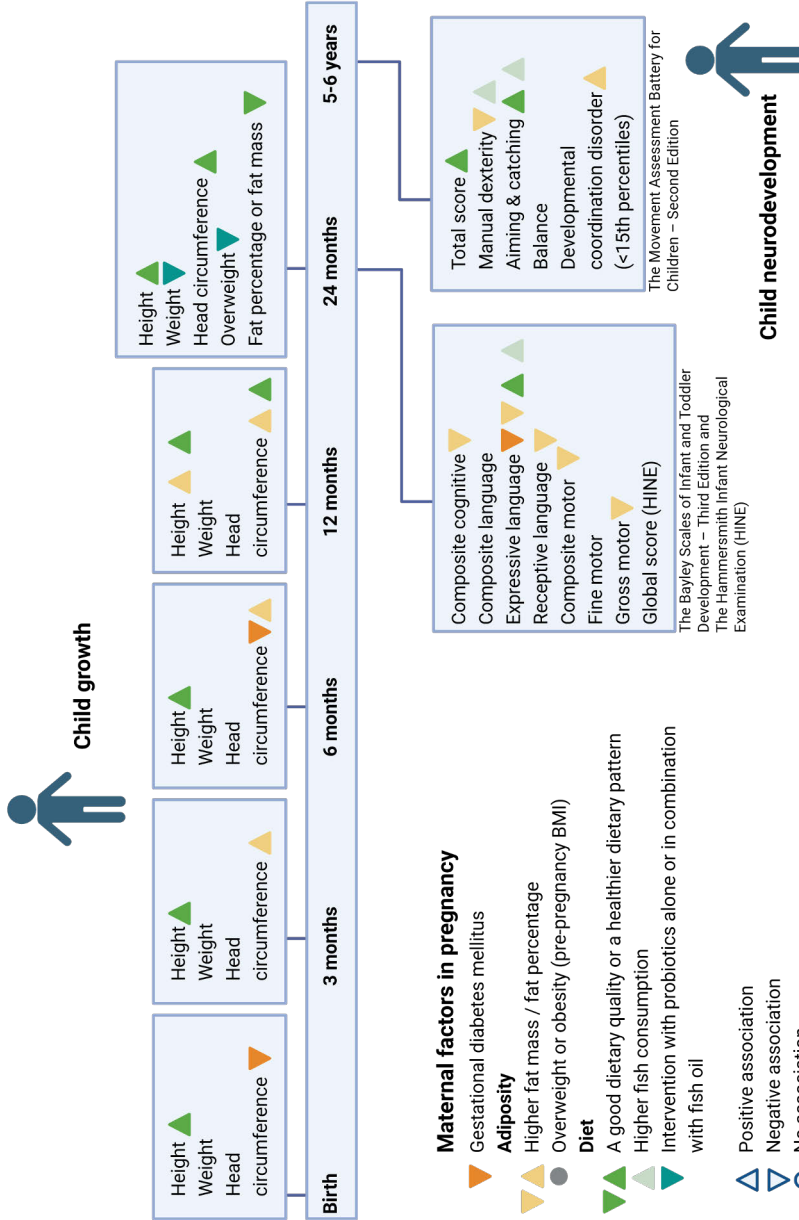 Child growth
Height
Weight
Head
circumference
Height
Weight
Head
circumference
Height
Weight
Head
circumference
Height
Weight
Head
circumference
Height
Weight
Head circumference
Overweight
Fat percentage or fat mass
Birth
3 months
6 months
12 months
24 months
5-6 years
Maternal factors in pregnancy
Gestational diabetes mellitus
Adiposity
Higher fat mass / fat percentage
Overweight or obesity (pre-pregnancy BMI)
Diet
A good dietary quality or a healthier dietary pattern
Higher fish consumption
Intervention with probiotics alone or in combination
with fish oil
Positive association
Negative association
Composite cognitive
Composite language
Expressive language
Receptive language
Composite motor
Fine motor
Gross motor
Global score (HINE)
The Bayley Scales of Infant and Toddler
Development – Third Edition and
The Hammersmith Infant Neurological
Examination (HINE)
Total score
Manual dexterity
Aiming & catching
Balance
Developmental
coordination disorder
(<15th percentiles)
The Movement Assessment Battery for
Children – Second Edition
Child neurodevelopment